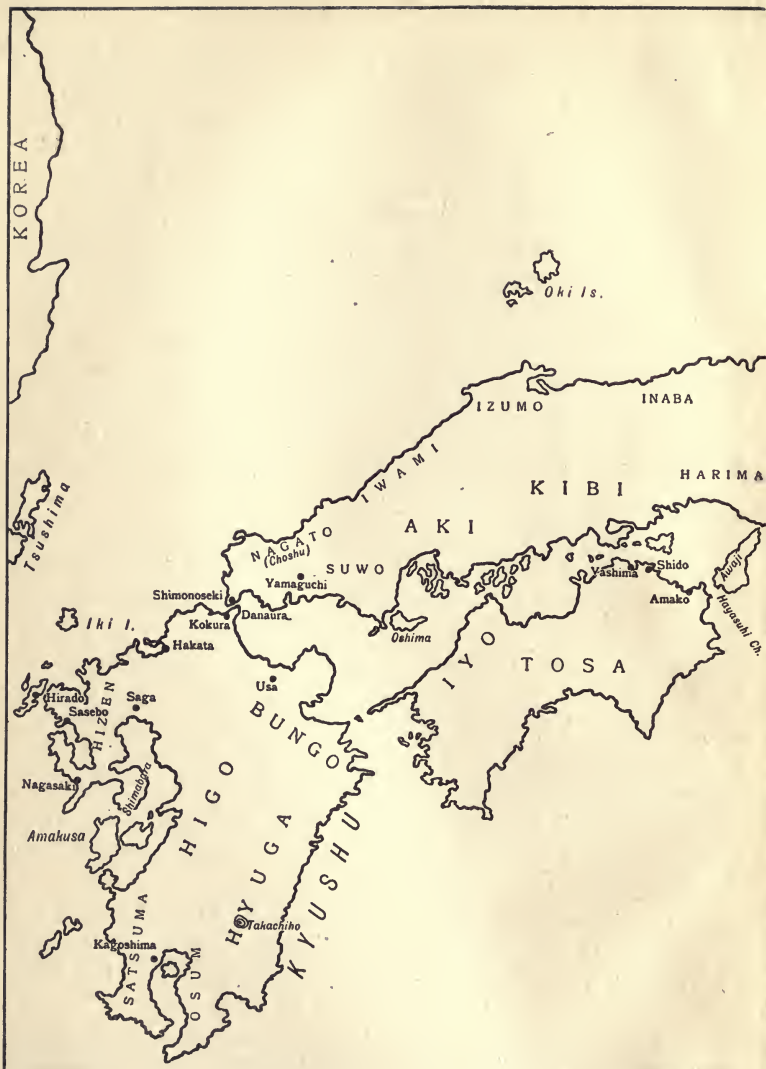 KOREA
Oki Is.
IZUMO
INABA
IWAMI
HARIMA
KIBI
AKI
Tsushima
NAGATO
(Choshu)
SUWO
Yamaguchi
Yashima
Shido
Awaji
Amako
Hayasuhi Ch.
Shimonoseki
Kokura
Danaura
Oshima
Iki I.
Hakata
IYO
TOSA
Usa
(Hirado)
Sasebo
HIZEN
Saga
BUNGO
Nagasaki
Shimabara
HIGO
Amakusa
HYUGA
KYUSHU
Takachiho
SATSUMA
Kagoshima
OSUM